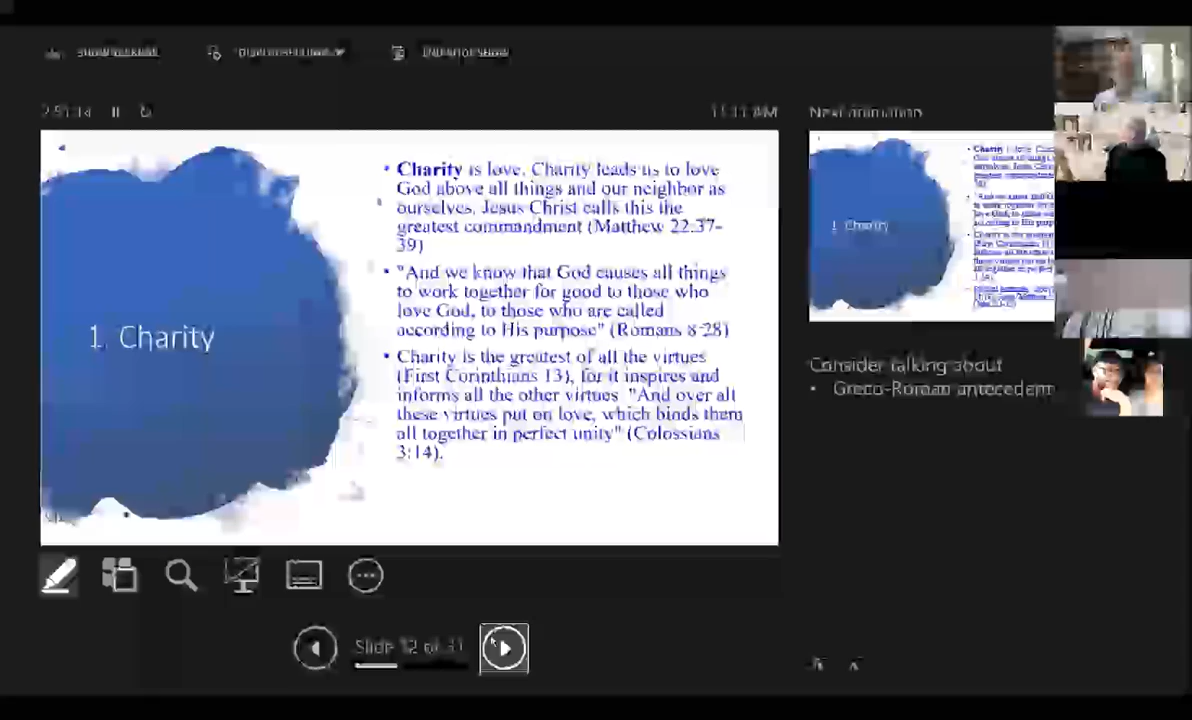 11:11 AM
Next animation
1. Charity
• Charity is love. Charity leads us to love
God above all things and our neighbor as
ourselves. Jesus Christ calls this the
greatest commandment (Matthew 22:37-
39)
• "And we know that God causes all things
to work together for good to those who
love God, to those who are called
according to His purpose" (Romans 8:28)
• Charity is the greatest of all the virtues
(First Corinthians 13), for it inspires and
informs all the other virtues. "And over all
these virtues put on love, which binds them
all together in perfect unity" (Colossians
3:14).
1. Charity
Consider talking about
• Greco-Roman antecedent
Slide 12 of 31